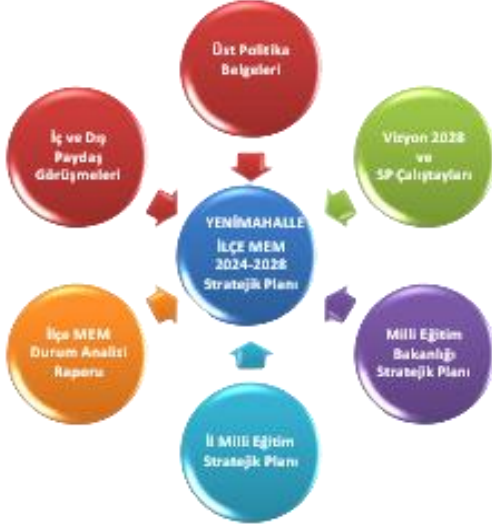 Üst Politika
Belgeleri
İç ve Dış
Paydaş
Görüşmeleri
Vizyon 2028
ve
SP Çalıştayları
YENİMAHALLE
İLÇE MEM
2024-2028
Stratejik Planı
İlçe MEM
Durum Analizi
Raporu
Milli Eğitim
Bakanlığı
Stratejik Planı
İl Milli Eğitim
Stratejik Planı